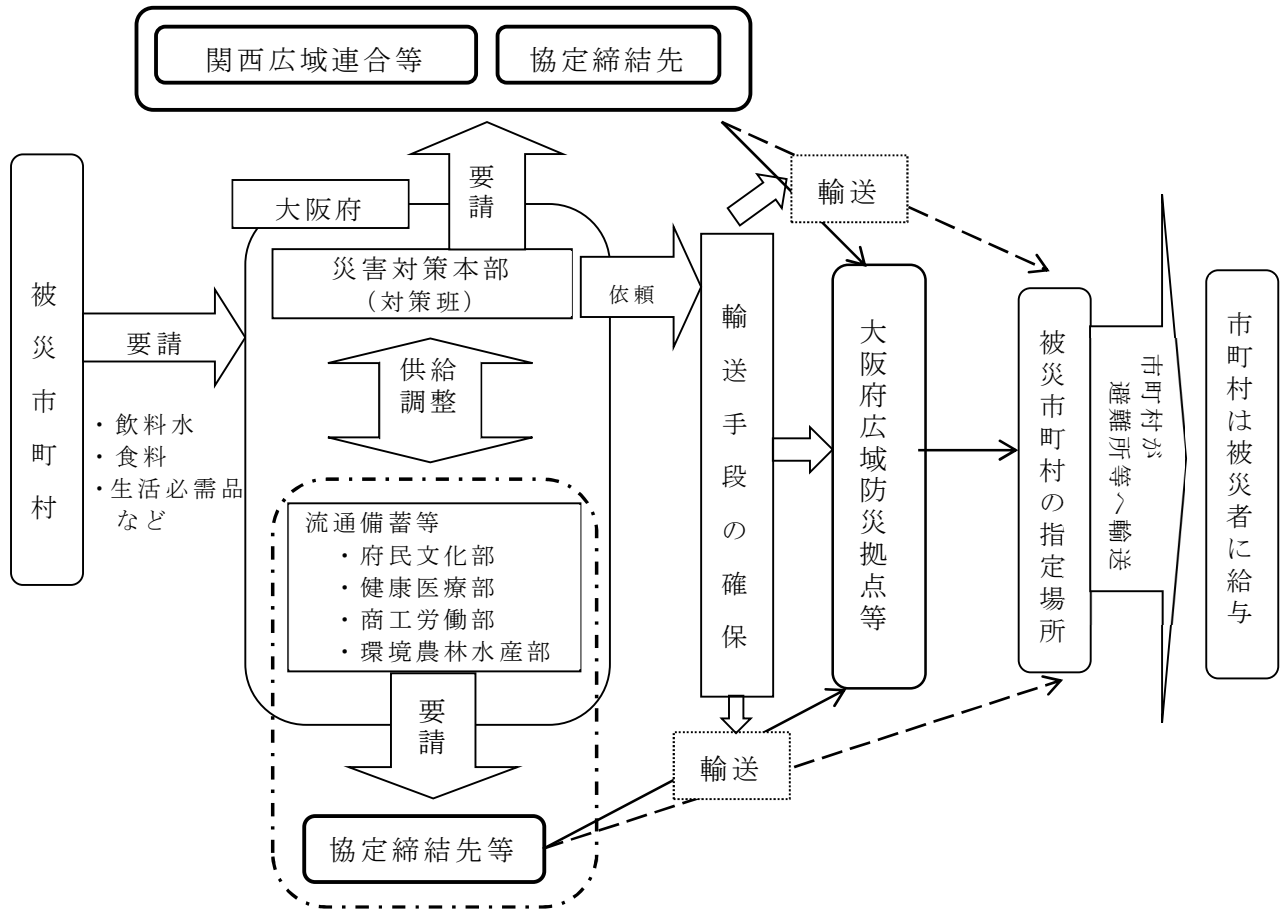 関西広域連合等
協定締結先
要請
輸送
大阪府
災害対策本部
（対策班）
依頼
被災市町村
要請
・飲料水
・食料
・生活必需品
など
供給
調整
流通備蓄等
・府民文化部
・健康医療部
・商工労働部
・環境農林水産部
要請
協定締結先等
輸送手段の確保
輸送
大阪府広域防災拠点等
被災市町村の指定場所
市町村が
避難所等へ輸送
市町村は被災者に給与